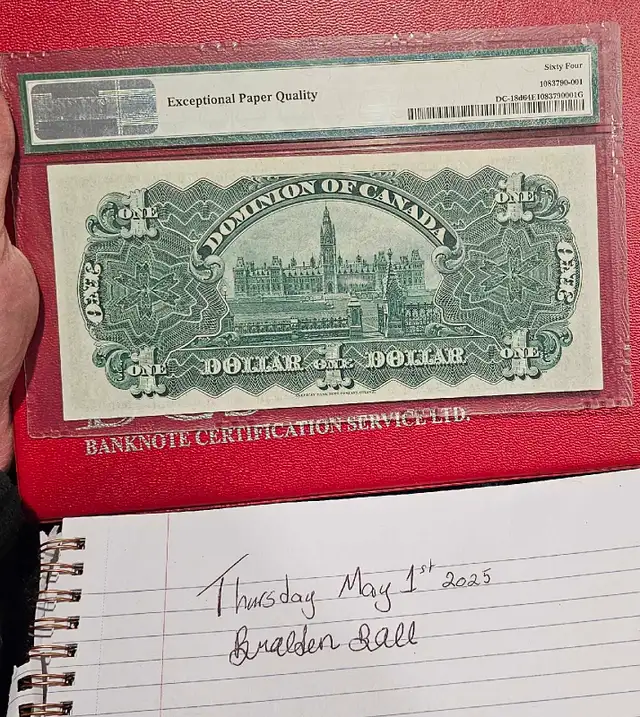 Sixty Four
Exceptional Paper Quality
1083790-001
DC-18d64E1083790001G
DOMINION OF CANADA
ONE ONE
ONE ONE
ONE DOLLAR ONE DOLLAR ONE
BANKNOTE CERTIFICATION SERVICE LTD.
Thursday May 1st 2025